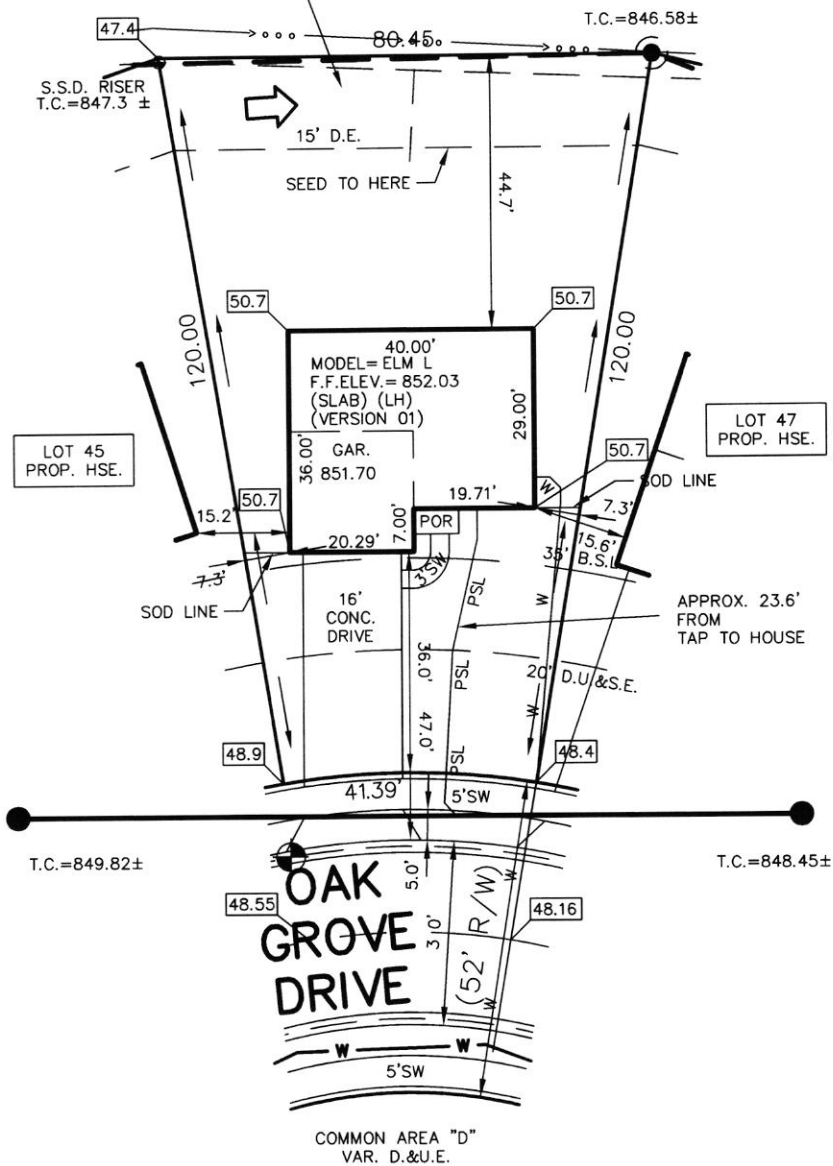 47.4
80.45
T.C.=846.58±
S.S.D. RISER
T.C.=847.3 ±
15' D.E.
SEED TO HERE
44.7'
50.7
50.7
120.00
120.00
40.00'
MODEL= ELM L
F.F.ELEV.= 852.03
(SLAB) (LH)
(VERSION 01)
29.00'
36.00'
GAR.
851.70
LOT 45
PROP. HSE.
LOT 47
PROP. HSE.
50.7
50.7
W
SOD LINE
19.71'
7.3'
15.2'
7.00'
POR
15.6'
20.29'
35'
B.S.L
7.3'
3'SW
SOD LINE
16'
CONC.
DRIVE
PSL
W
APPROX. 23.6'
FROM
TAP TO HOUSE
36.0'
PSL
20' D.U.&S.E.
47.0'
W
PSL
48.9
48.4
41.39'
5'SW
T.C.=849.82±
T.C.=848.45±
W
OAK
GROVE
DRIVE
5.0'
48.55
48.16
(52' R/W)
W
W
W
5'SW
COMMON AREA "D"
VAR. D.&U.E.